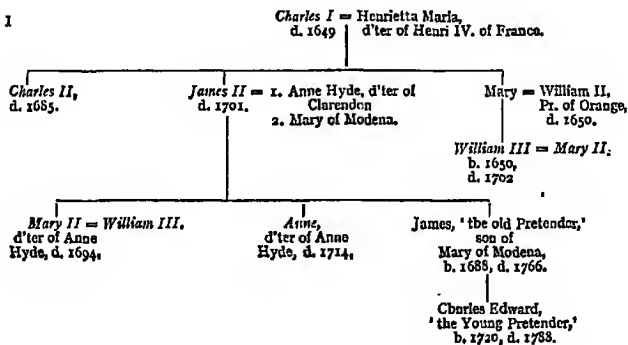 I
Charles I = Henrietta Maria,
d. 1649 d'ter of Henri IV. of France.
Charles II,
d. 1685.
James II = 1. Anne Hyde, d'ter of
d. 1701. Clarendon
2. Mary of Modena.
Mary = William II,
Pr. of Orange,
d. 1650.
William III = Mary II.
b. 1650,
d. 1702
Mary II = William III.
d'ter of Anne
Hyde, d. 1694.
Anne,
d'ter of Anne
Hyde, d. 1714.
James, 'the old Pretender,'
son of
Mary of Modena,
b. 1688, d. 1766.
Charles Edward,
'the Young Pretender,'
b. 1720, d. 1788.